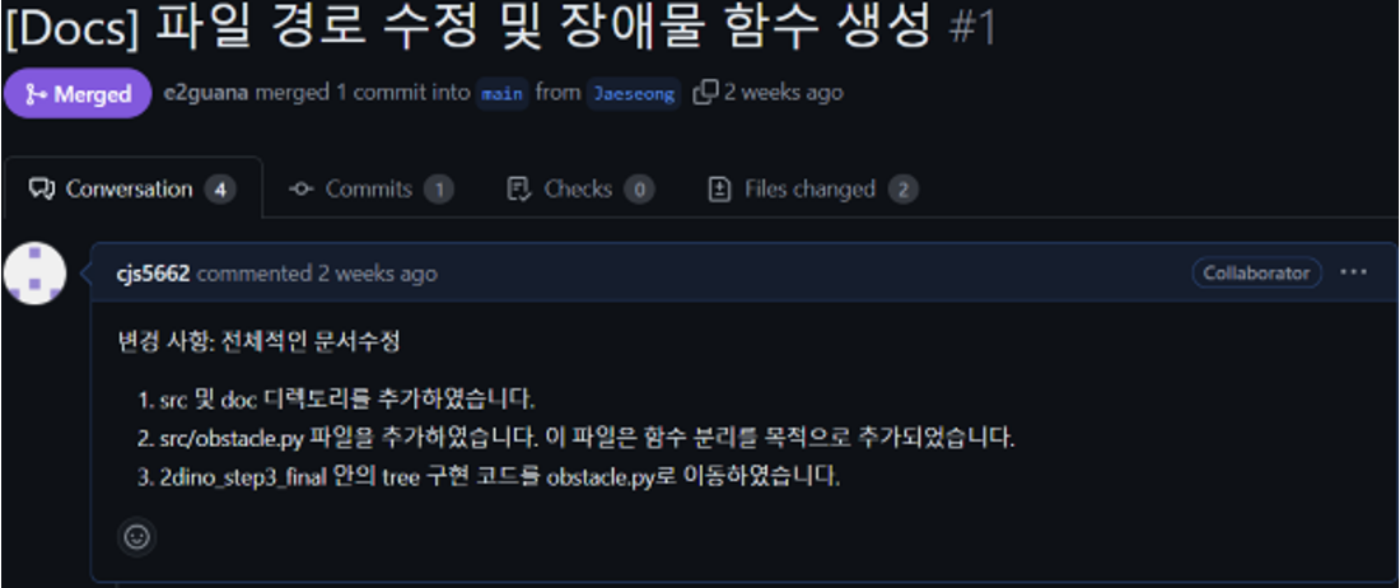 [Docs] 파일 경로 수정 및 장애물 함수 생성 #1
Merged e2guana merged 1 commit into main from Jaeseong 2 weeks ago
Conversation 4 Commits 1 Checks 0 Files changed 2
cjs5662 commented 2 weeks ago Collaborator
변경 사항: 전체적인 문서수정
1. src 및 doc 디렉토리를 추가하였습니다.
2. src/obstacle.py 파일을 추가하였습니다. 이 파일은 함수 분리를 목적으로 추가되었습니다.
3. 2dino_step3_final 안의 tree 구현 코드를 obstacle.py로 이동하였습니다.